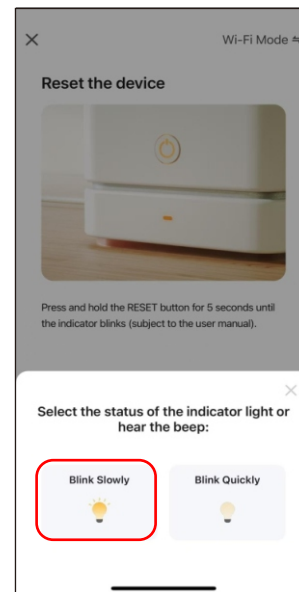 Wi-Fi Mode
Reset the device
Press and hold the RESET button for 5 seconds until
the indicator blinks (subject to the user manual).
Select the status of the indicator light or
hear the beep:
Blink Slowly
Blink Quickly